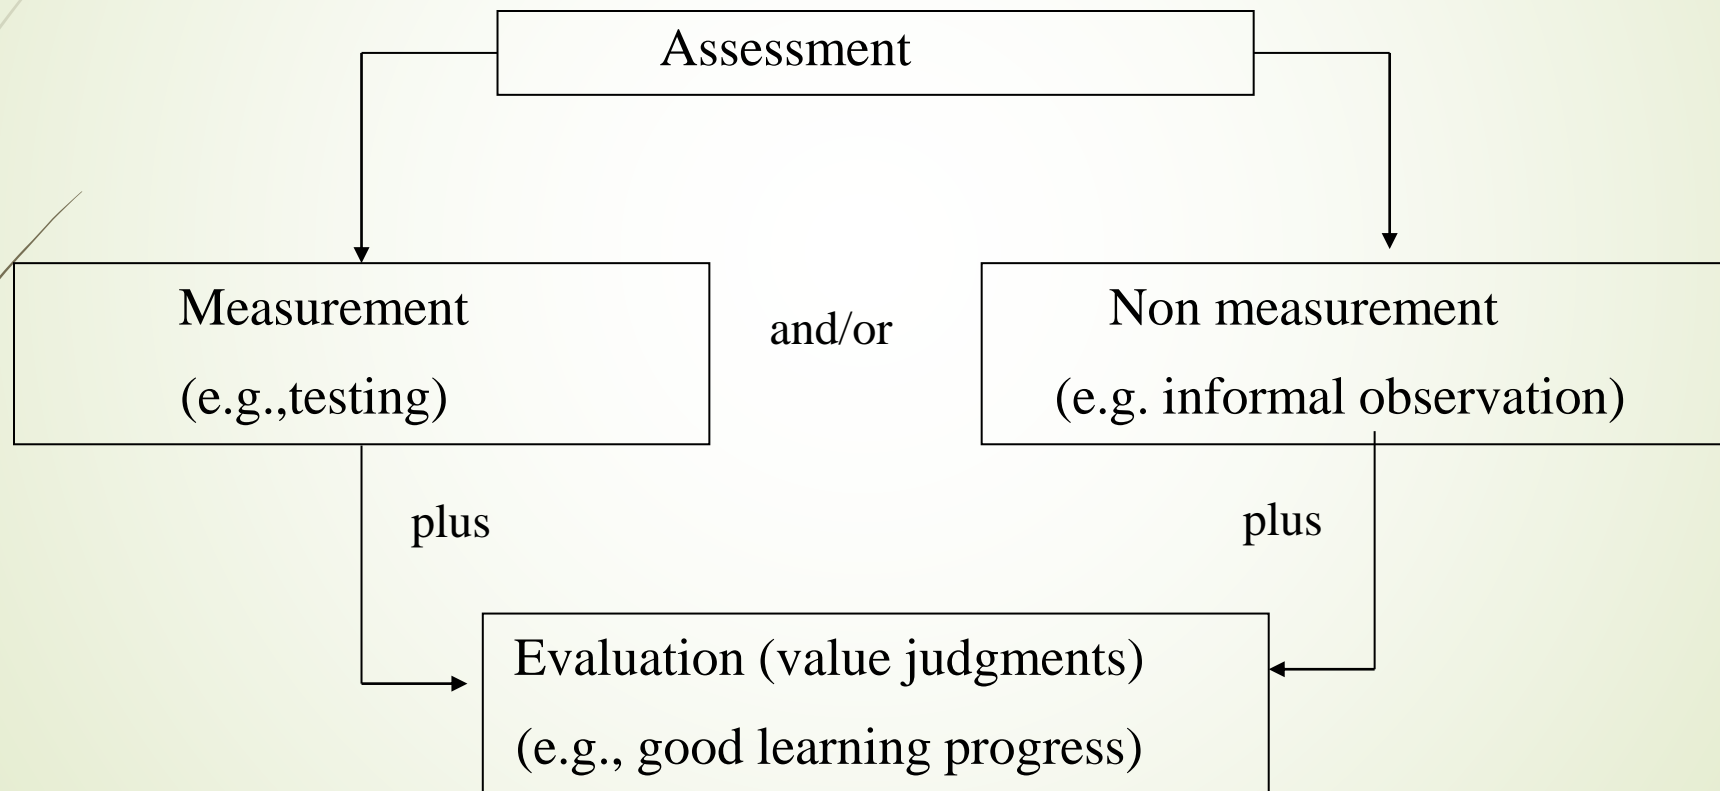 Assessment
Measurement
(e.g.,testing)
and/or
Non measurement
(e.g. informal observation)
plus
plus
Evaluation (value judgments)
(e.g., good learning progress)